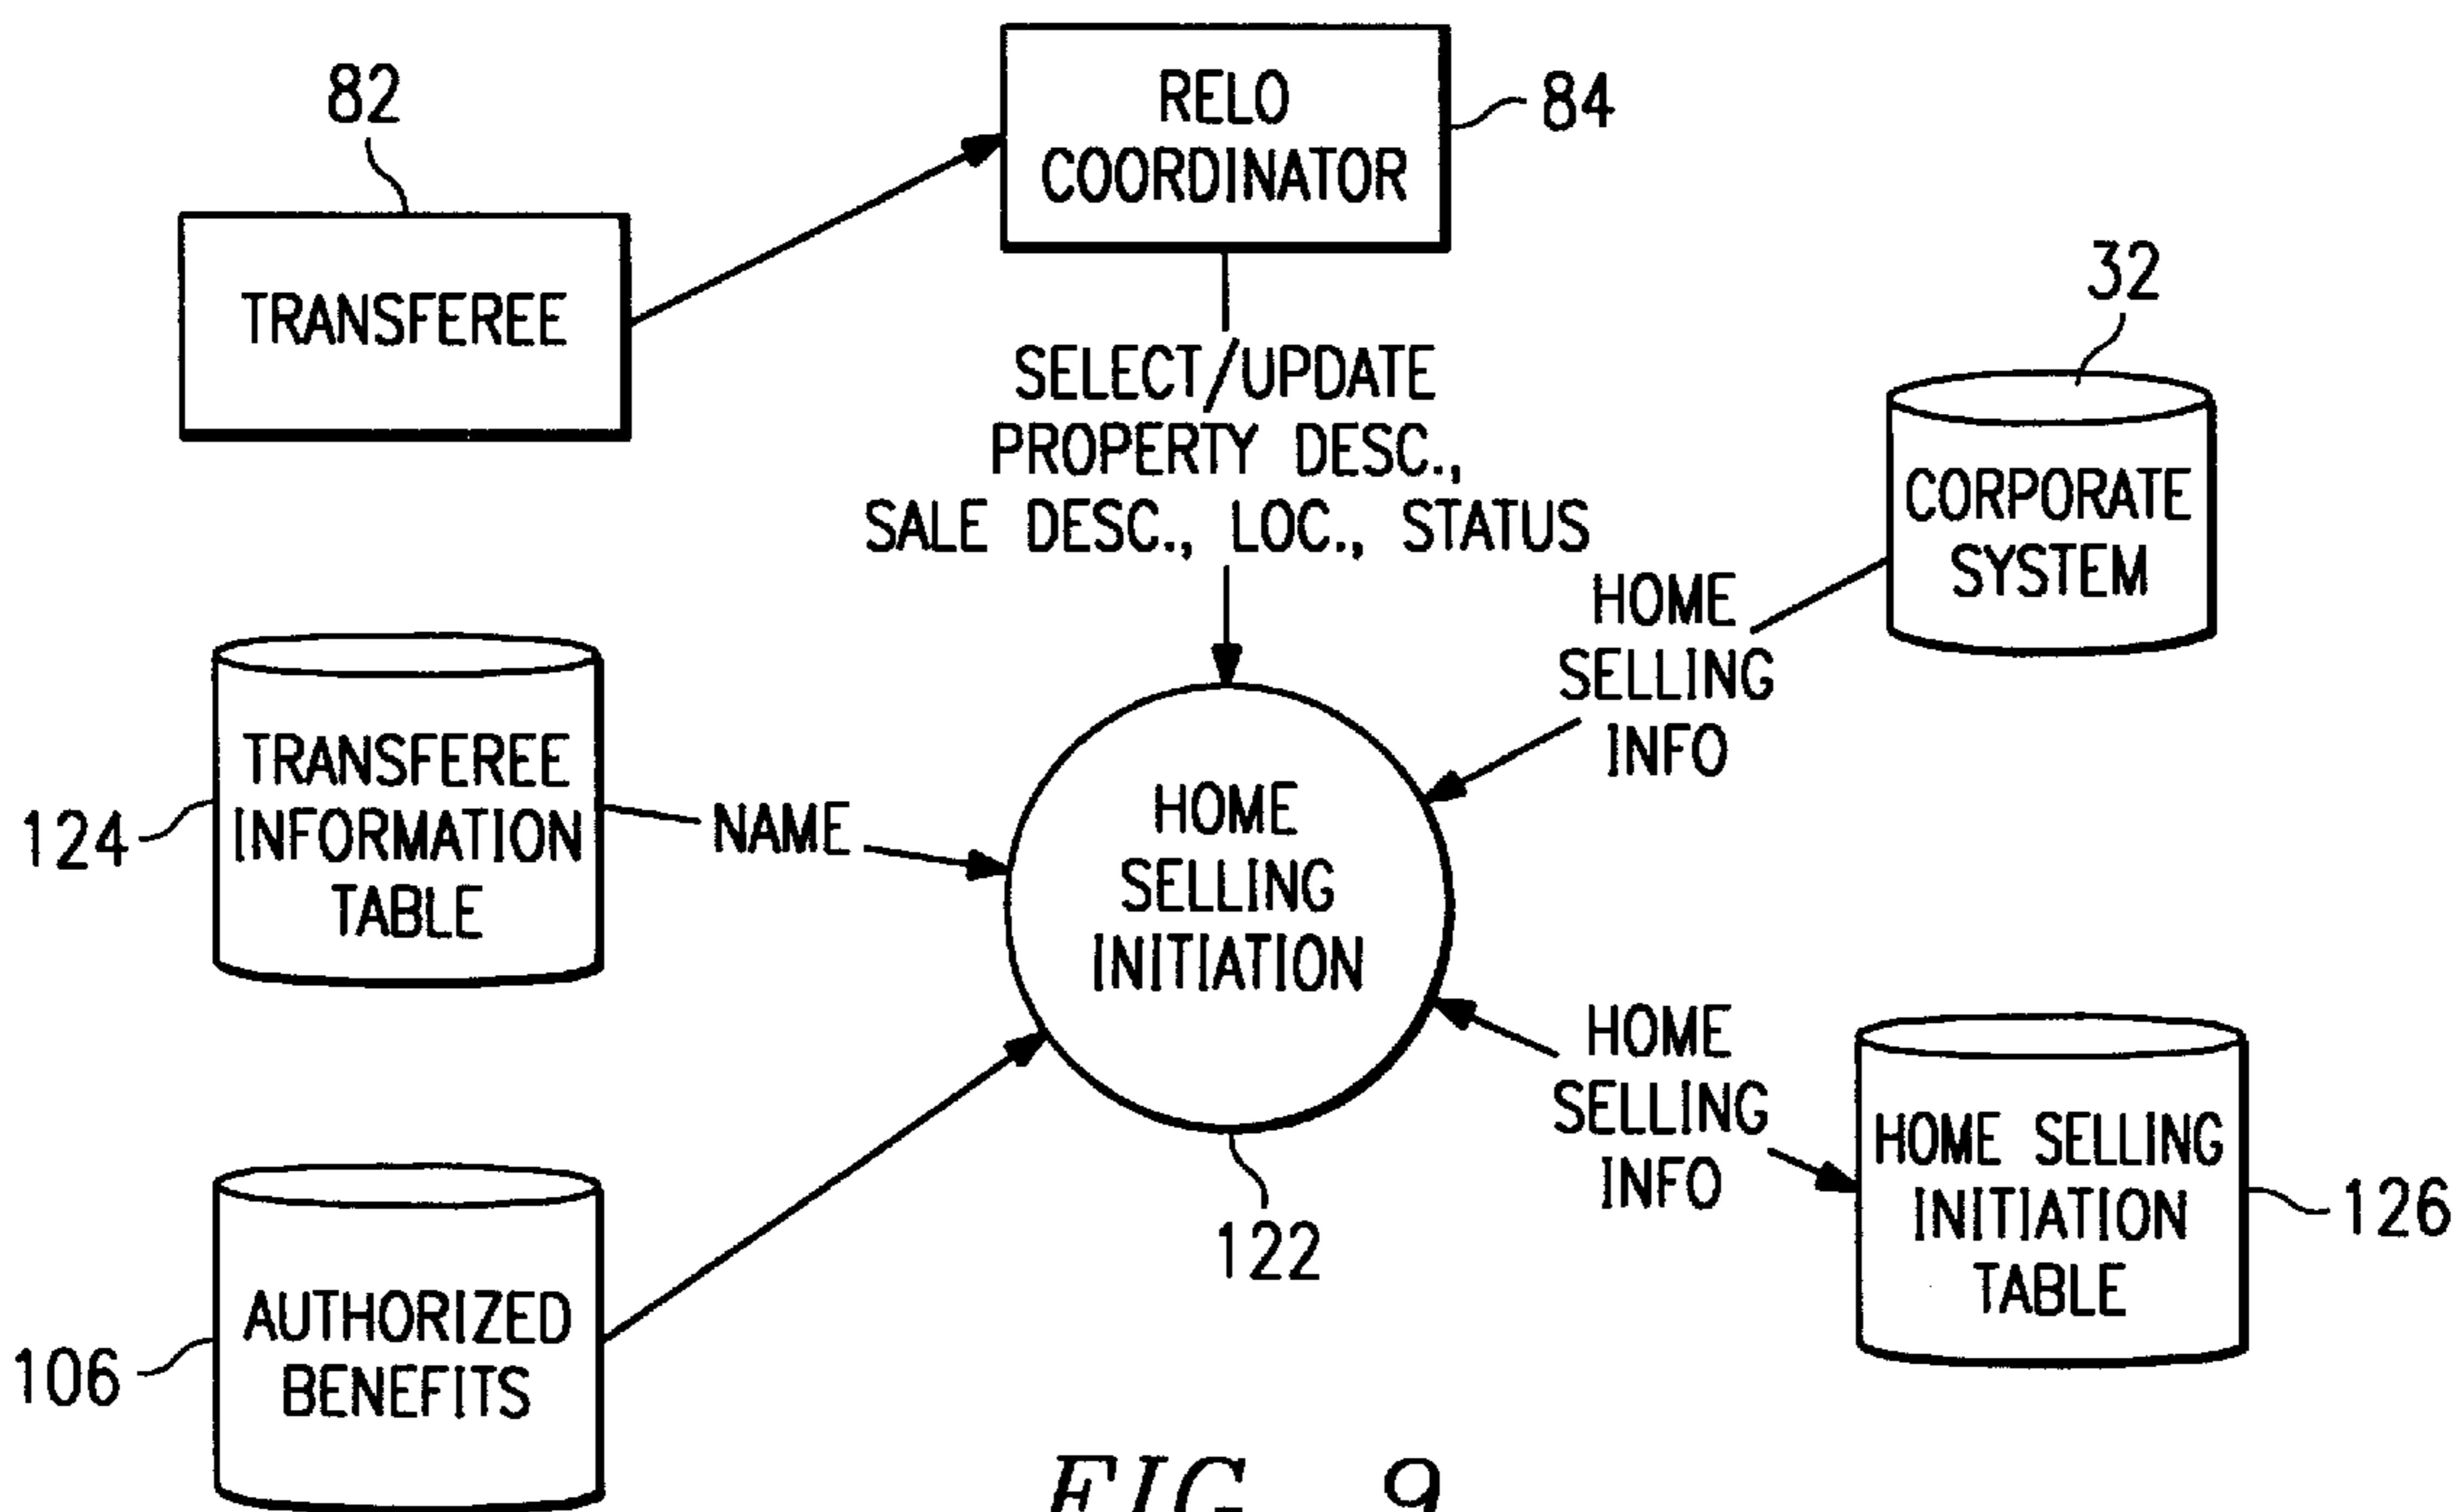 82
TRANSFEREE
RELO
COORDINATOR
84
SELECT/UPDATE
PROPERTY DESC.,
SALE DESC., LOC., STATUS
32
CORPORATE
SYSTEM
HOME
SELLING
INFO
124
TRANSFEREE
INFORMATION
TABLE
NAME
HOME
SELLING
INITIATION
122
HOME
SELLING
INFO
HOME SELLING
INITIATION
TABLE
126
106
AUTHORIZED
BENEFITS
FIG. 9